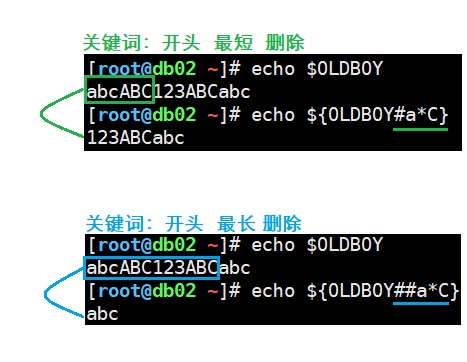 关键词：开头 最短 删除
[root@db02 ~]# echo $OLDBOY
abcABC123ABCabc
[root@db02 ~]# echo ${OLDBOY#a*C}
123ABCabc
关键词：开头 最长 删除
[root@db02 ~]# echo $OLDBOY
abcABC123ABCabc
[root@db02 ~]# echo ${OLDBOY##a*C}
abc